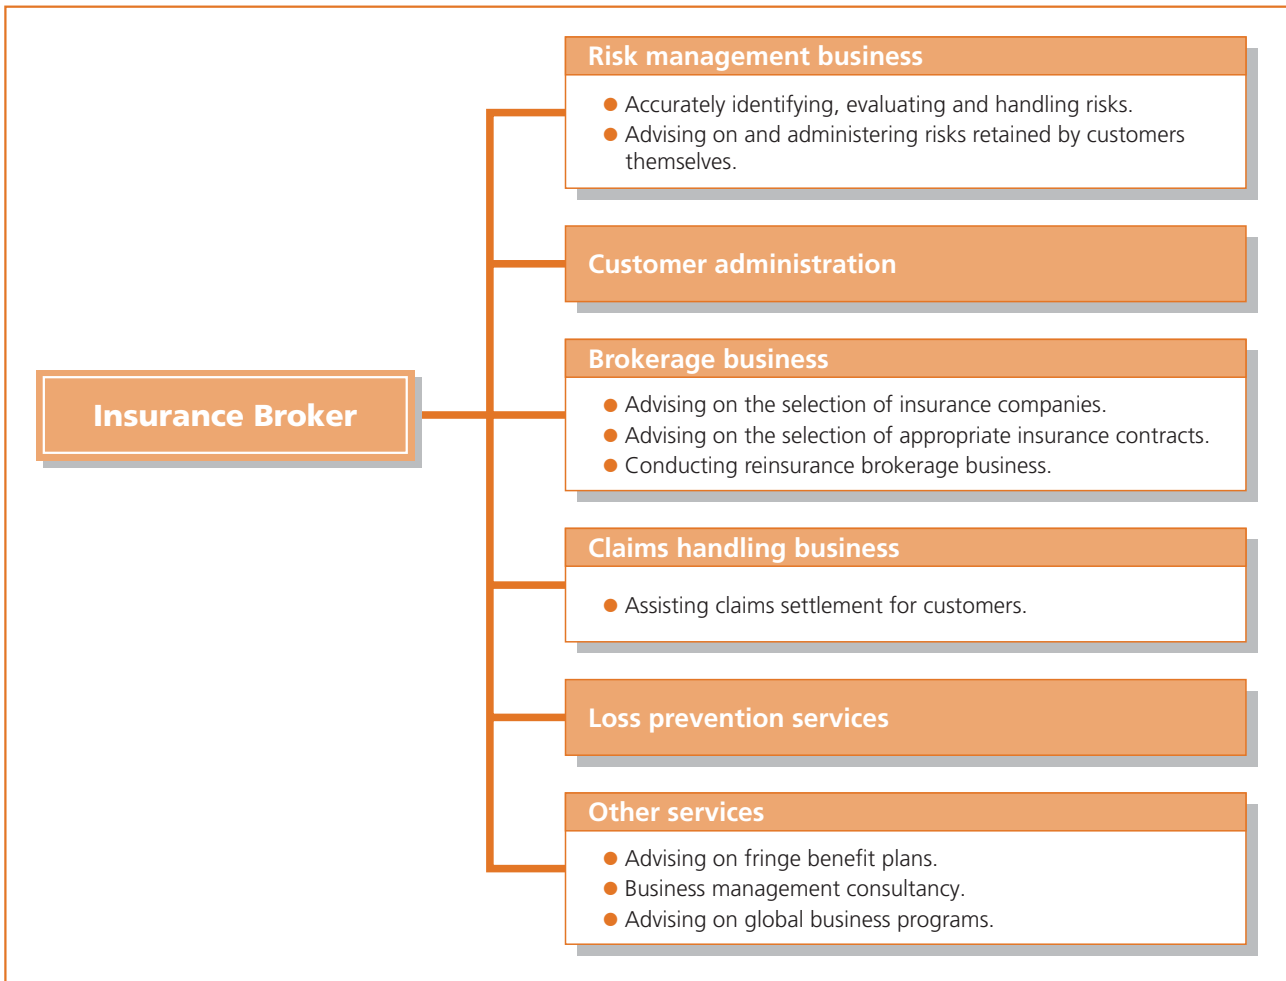 Risk management business
● Accurately identifying, evaluating and handling risks.
● Advising on and administering risks retained by customers
themselves.
Customer administration
Insurance Broker
Brokerage business
● Advising on the selection of insurance companies.
● Advising on the selection of appropriate insurance contracts.
● Conducting reinsurance brokerage business.
Claims handling business
● Assisting claims settlement for customers.
Loss prevention services
Other services
● Advising on fringe benefit plans.
● Business management consultancy.
● Advising on global business programs.